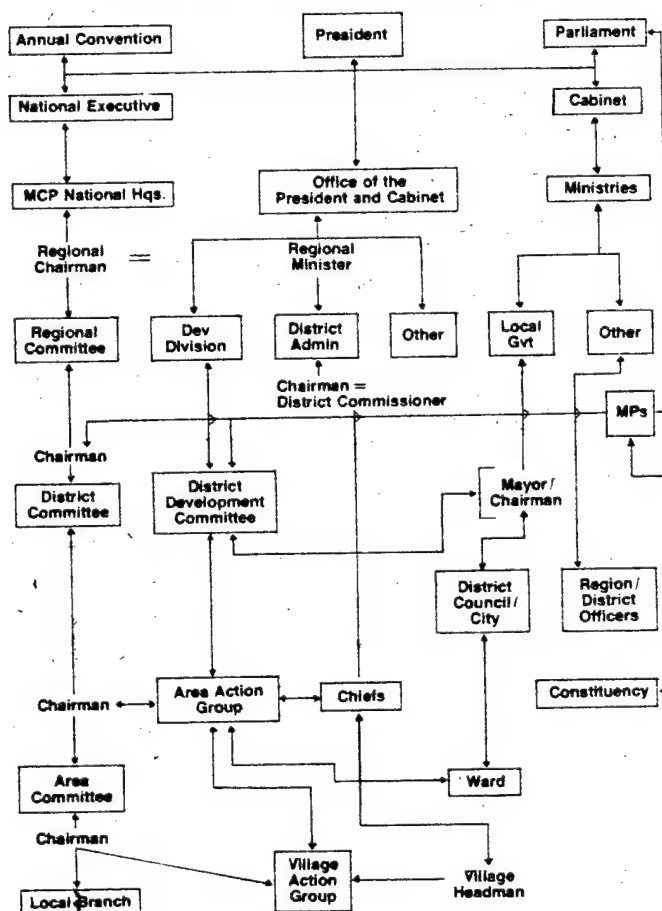 Annual Convention
President
Parliament
National Executive
Cabinet
MCP National Hqs.
Office of the
President and Cabinet
Ministries
Regional
Chairman
=
Regional
Minister
Regional
Committee
Dev
Division
District
Admin
Other
Local
Gvt
Other
Chairman =
District Commissioner
MPs
Chairman
District
Committee
District
Development
Committee
Mayor/
Chairman
District
Council/
City
Region/
District
Officers
Chairman
Area Action
Group
Chiefs
Constituency
Area
Committee
Ward
Chairman
Village
Action
Group
Village
Headman
Local Branch